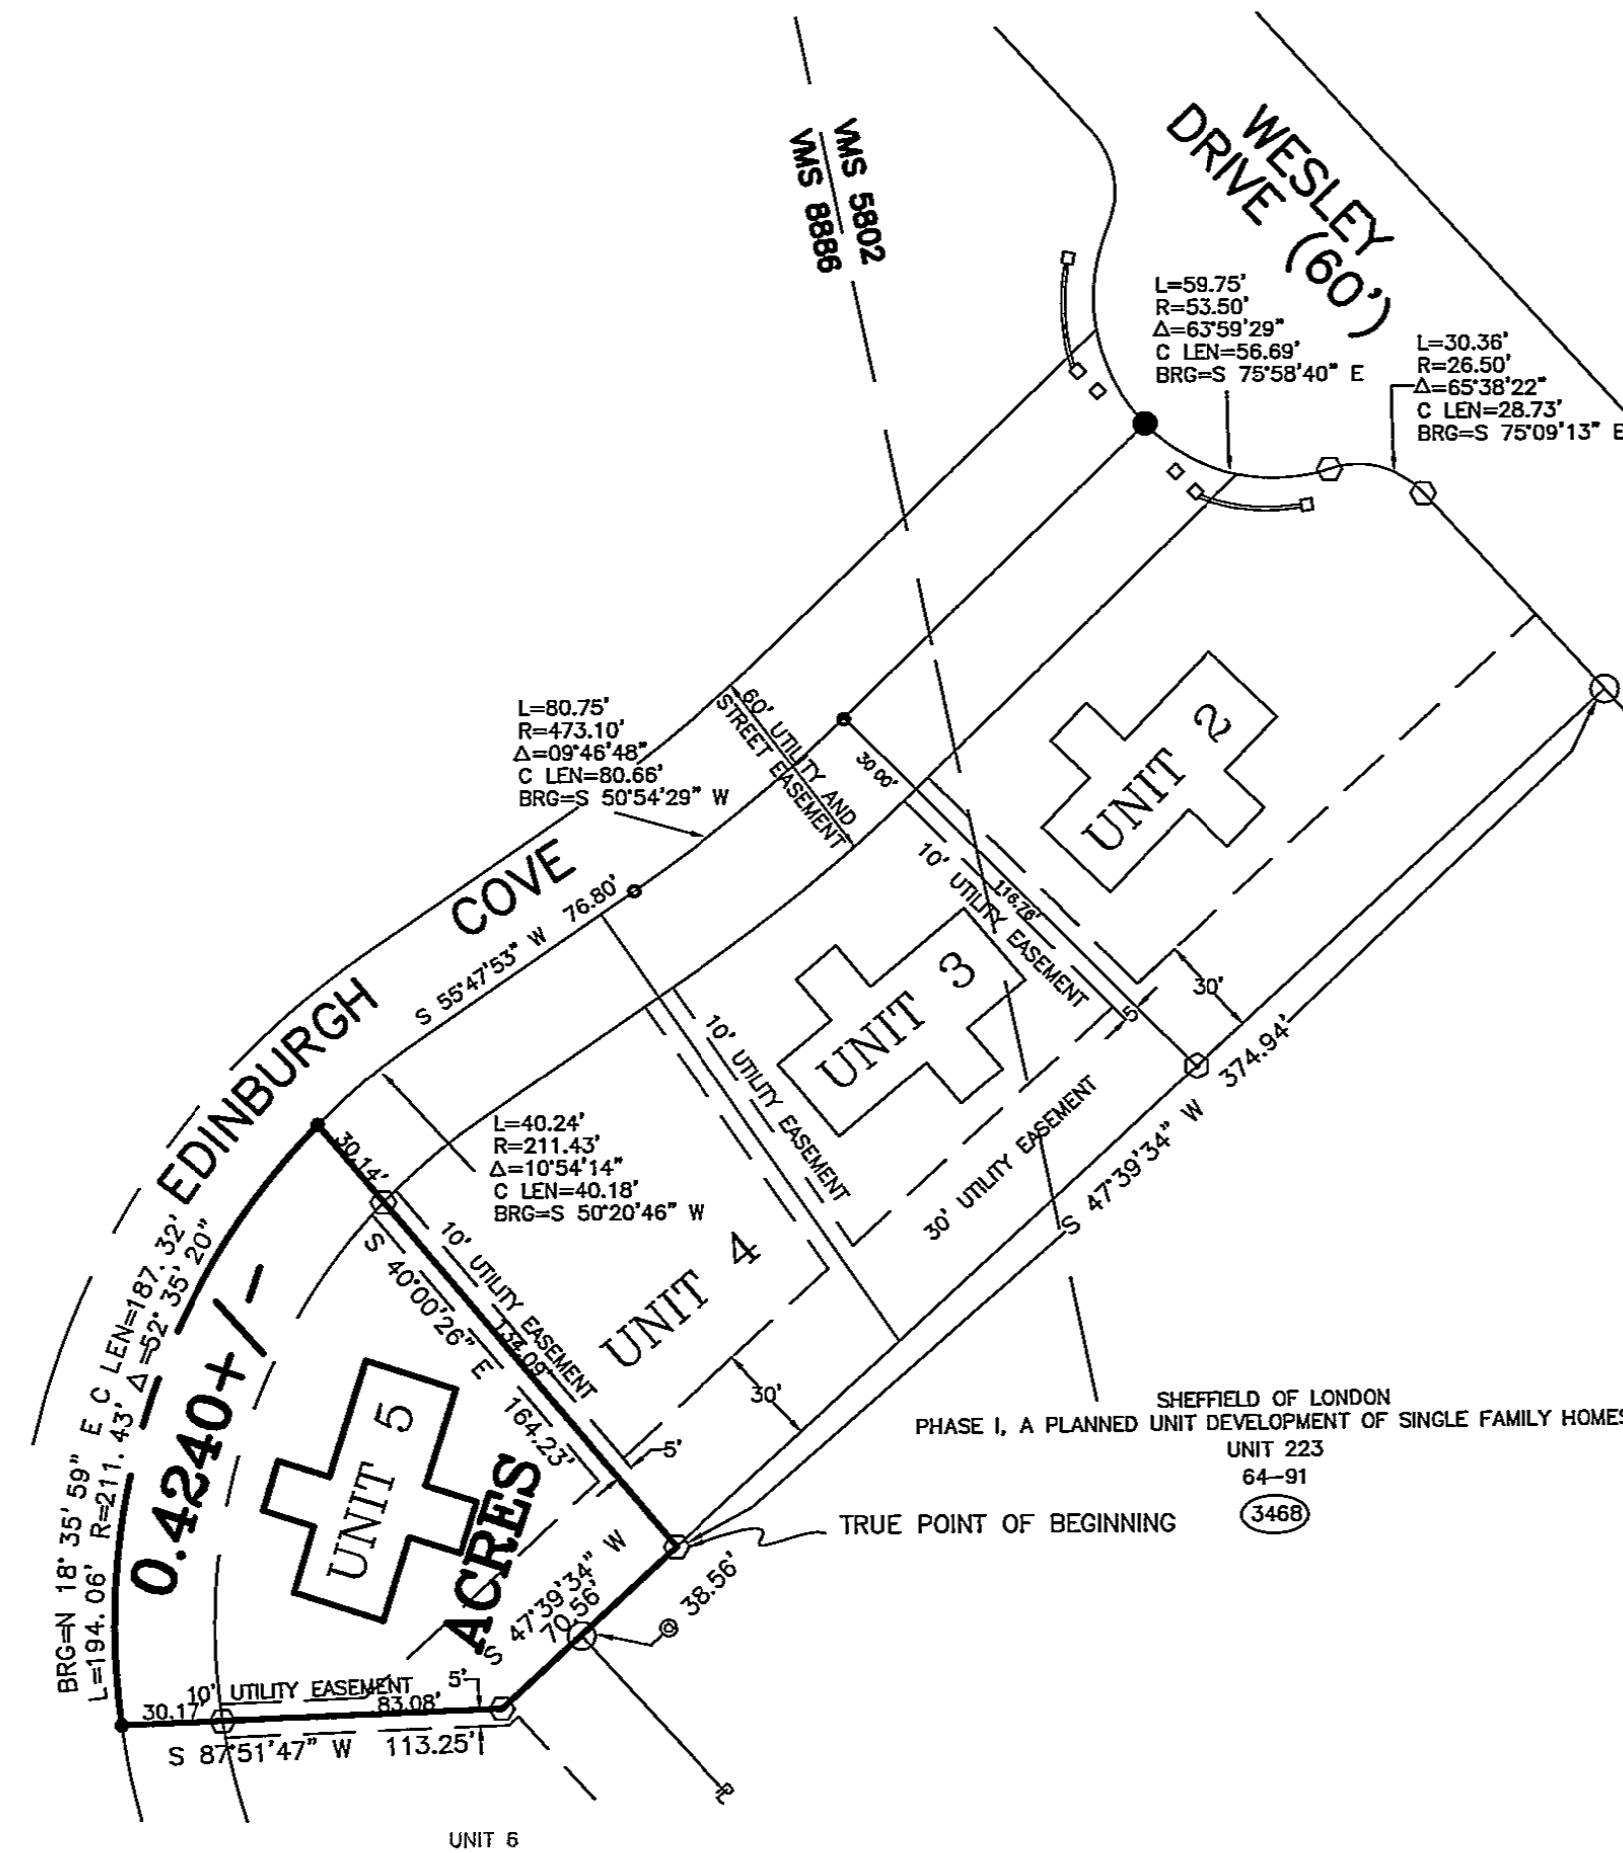 VMS 5802
VMS 8886
WESLEY
DRIVE (60')
L=59.75'
R=53.50'
Δ=63°59'29"
C LEN=56.69'
BRG=S 75°58'40" E
L=30.36'
R=26.50'
Δ=65°38'22"
C LEN=28.73'
BRG=S 75°09'13" E
L=80.75'
R=473.10'
Δ=09°46'48"
C LEN=80.66'
BRG=S 50°54'29" W
60' UTILITY AND
STREET EASEMENT
30.00'
UNIT 2
10' UTILITY EASEMENT
116.76'
5'
30'
EDINBURGH COVE
S 55°47'53" W 76.80'
UNIT 3
10' UTILITY EASEMENT
30' UTILITY EASEMENT
S 47°39'34" W 374.94'
30.14'
L=40.24'
R=211.43'
Δ=10°54'14"
C LEN=40.18'
BRG=S 50°20'46" W
10' UTILITY EASEMENT
UNIT 4
S 40°00'26" E 164.23'
134.09'
30'
5'
BRG=N 18° 35' 59" E C LEN=187. 32'
L=194. 06' R=211. 43' Δ=52° 35' 20"
0.4240+/-
ACRES
UNIT 5
SHEFFIELD OF LONDON
PHASE I, A PLANNED UNIT DEVELOPMENT OF SINGLE FAMILY HOMES
UNIT 223
64-91
3468
TRUE POINT OF BEGINNING
S 47°39'34" W
70.56'
38.56'
10' UTILITY EASEMENT
5'
30.17'
83.08'
S 87°51'47" W 113.25'
UNIT 6